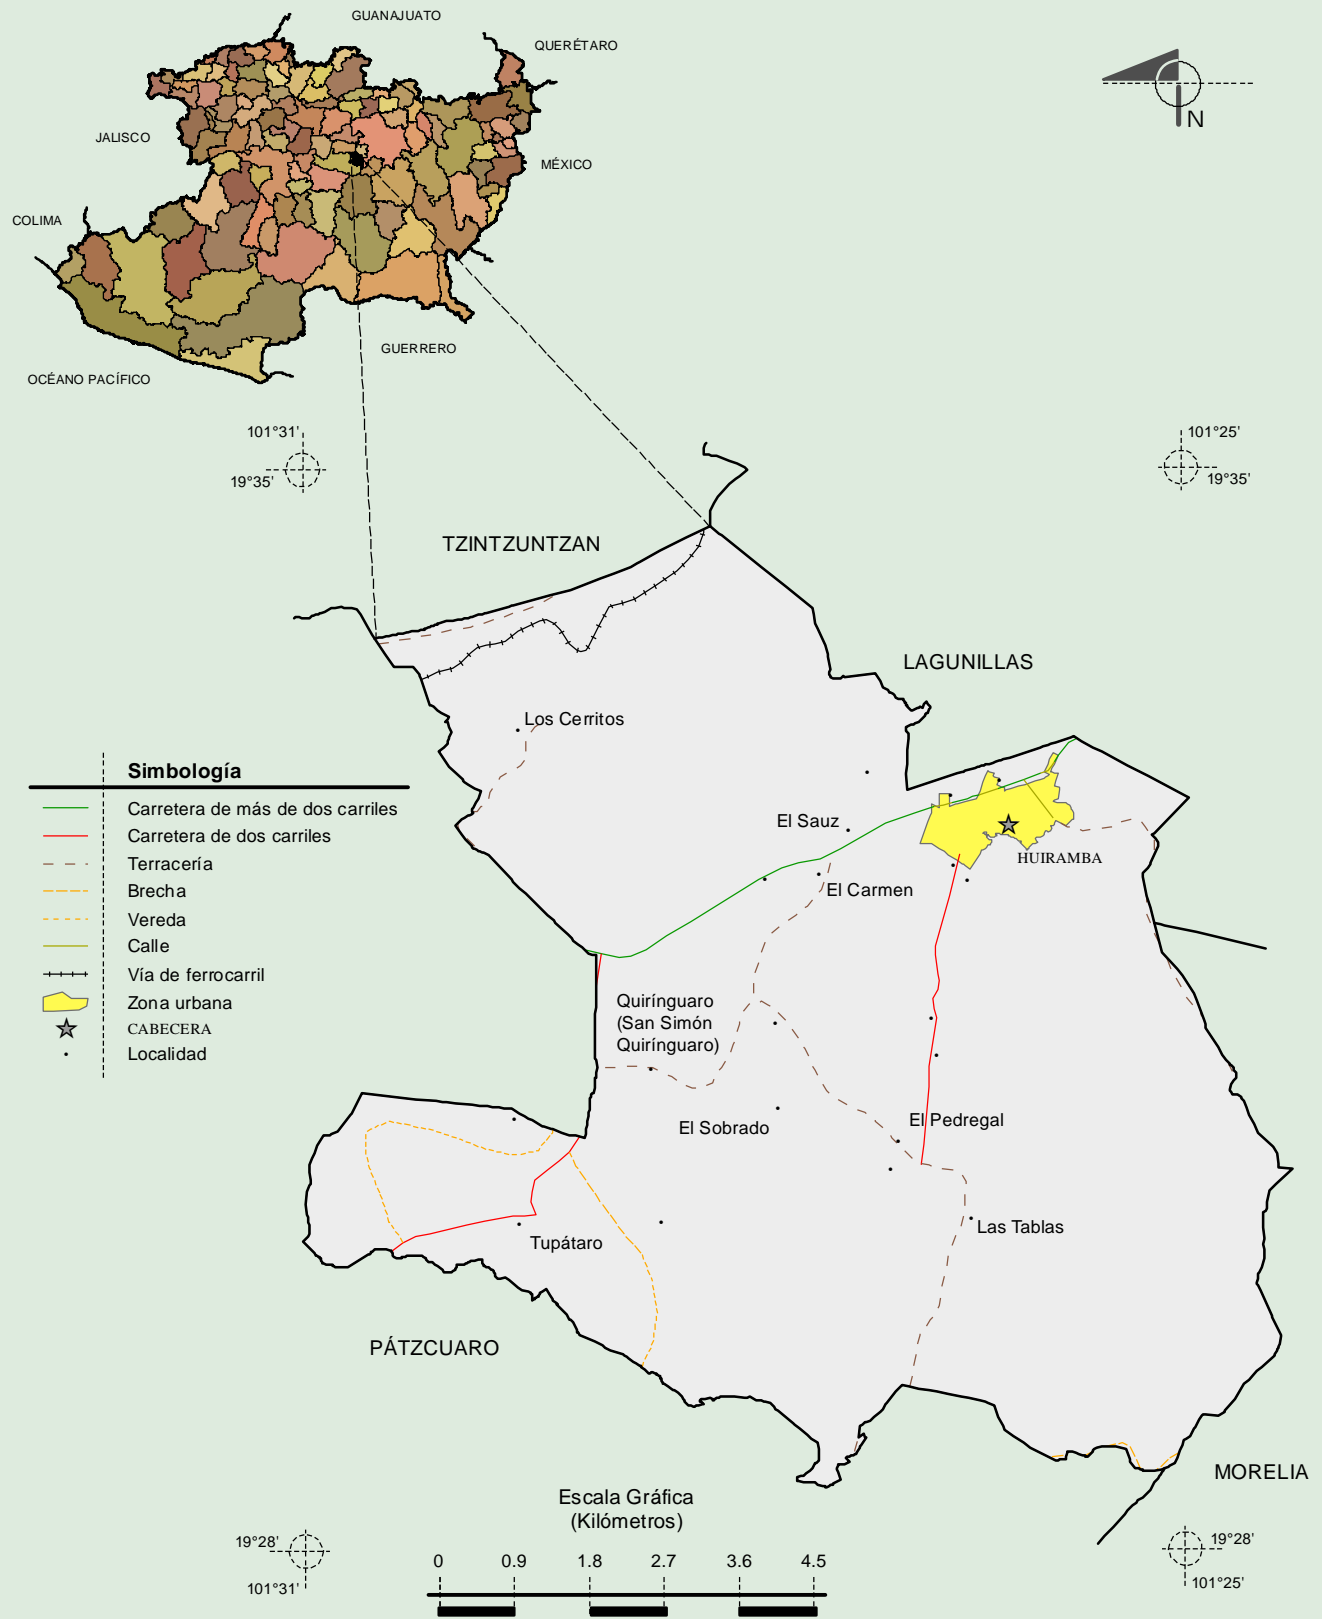 GUANAJUATO
QUERÉTARO
JALISCO
MÉXICO
COLIMA
GUERRERO
OCÉANO PACÍFICO
N
101°31'
19°35'
101°25'
19°35'
TZINTZUNTZAN
LAGUNILLAS
Los Cerritos
El Sauz
HUIRAMBA
El Carmen
Quirínguaro
(San Simón
Quirínguaro)
El Sobrado
El Pedregal
Las Tablas
Tupátaro
PÁTZCUARO
MORELIA
Simbología
Carretera de más de dos carriles
Carretera de dos carriles
Terracería
Brecha
Vereda
Calle
Vía de ferrocarril
Zona urbana
CABECERA
Localidad
Escala Gráfica
(Kilómetros)
0 0.9 1.8 2.7 3.6 4.5
19°28'
101°31'
19°28'
101°25'